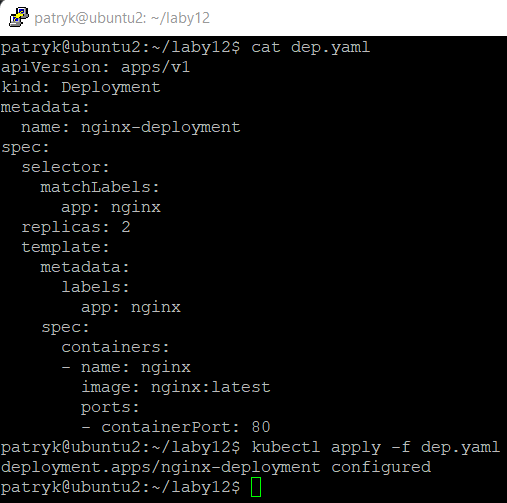 patryk@ubuntu2: ~/laby12
patryk@ubuntu2:~/laby12$ cat dep.yaml
apiVersion: apps/v1
kind: Deployment
metadata:
  name: nginx-deployment
spec:
  selector:
    matchLabels:
      app: nginx
  replicas: 2
  template:
    metadata:
      labels:
        app: nginx
    spec:
      containers:
      - name: nginx
        image: nginx:latest
        ports:
        - containerPort: 80
patryk@ubuntu2:~/laby12$ kubectl apply -f dep.yaml
deployment.apps/nginx-deployment configured
patryk@ubuntu2:~/laby12$